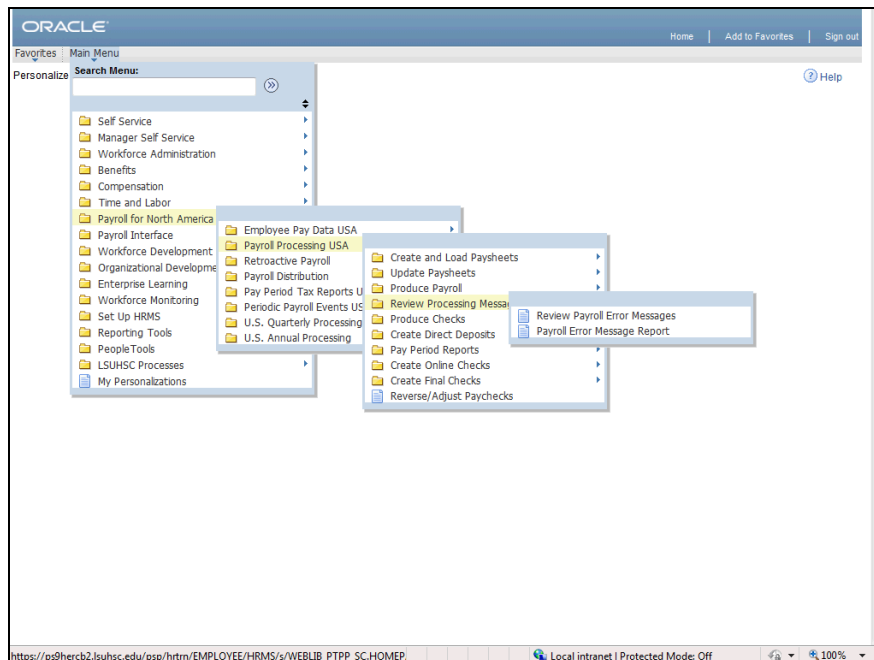 ORACLE
Home | Add to Favorites | Sign out
Favorites Main Menu
Personalize
Search Menu:
Help
Self Service
Manager Self Service
Workforce Administration
Benefits
Compensation
Time and Labor
Payroll for North America
Payroll Interface
Workforce Development
Organizational Developme
Enterprise Learning
Workforce Monitoring
Set Up HRMS
Reporting Tools
PeopleTools
LSUHSC Processes
My Personalizations
Employee Pay Data USA
Payroll Processing USA
Retroactive Payroll
Payroll Distribution
Pay Period Tax Reports U
Periodic Payroll Events US
U.S. Quarterly Processing
U.S. Annual Processing
Create and Load Paysheets
Update Paysheets
Produce Payroll
Review Processing Messa
Produce Checks
Create Direct Deposits
Pay Period Reports
Create Online Checks
Create Final Checks
Reverse/Adjust Paychecks
Review Payroll Error Messages
Payroll Error Message Report
https://ps9hercb2.lsuhsc.edu/psp/hrtrn/EMPLOYEE/HRMS/s/WEBLIB_PTPP_SC.HOMEP
Local intranet | Protected Mode: Off
100%